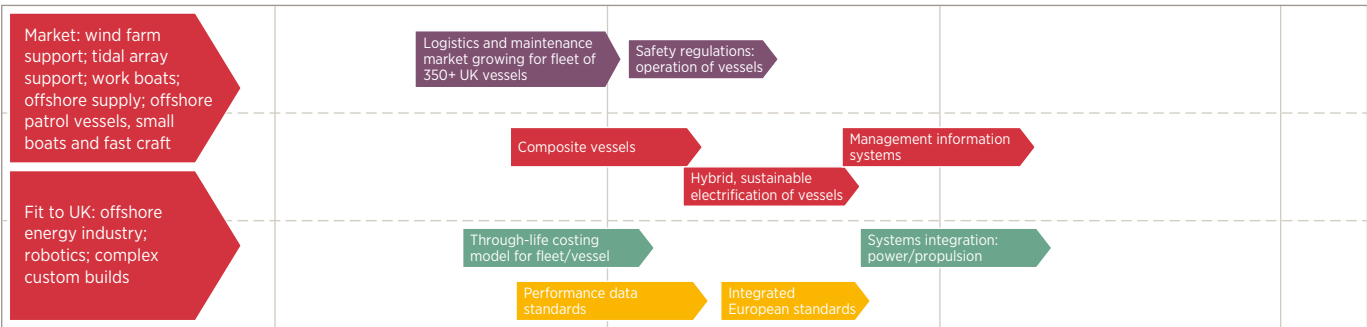 Market: wind farm
support; tidal array
support; work boats;
offshore supply; offshore
patrol vessels, small
boats and fast craft
Logistics and maintenance
market growing for fleet of
350+ UK vessels
Safety regulations:
operation of vessels
Composite vessels
Management information
systems
Hybrid, sustainable
electrification of vessels
Fit to UK: offshore
energy industry;
robotics; complex
custom builds
Through-life costing
model for fleet/vessel
Systems integration:
power/propulsion
Performance data
standards
Integrated
European standards